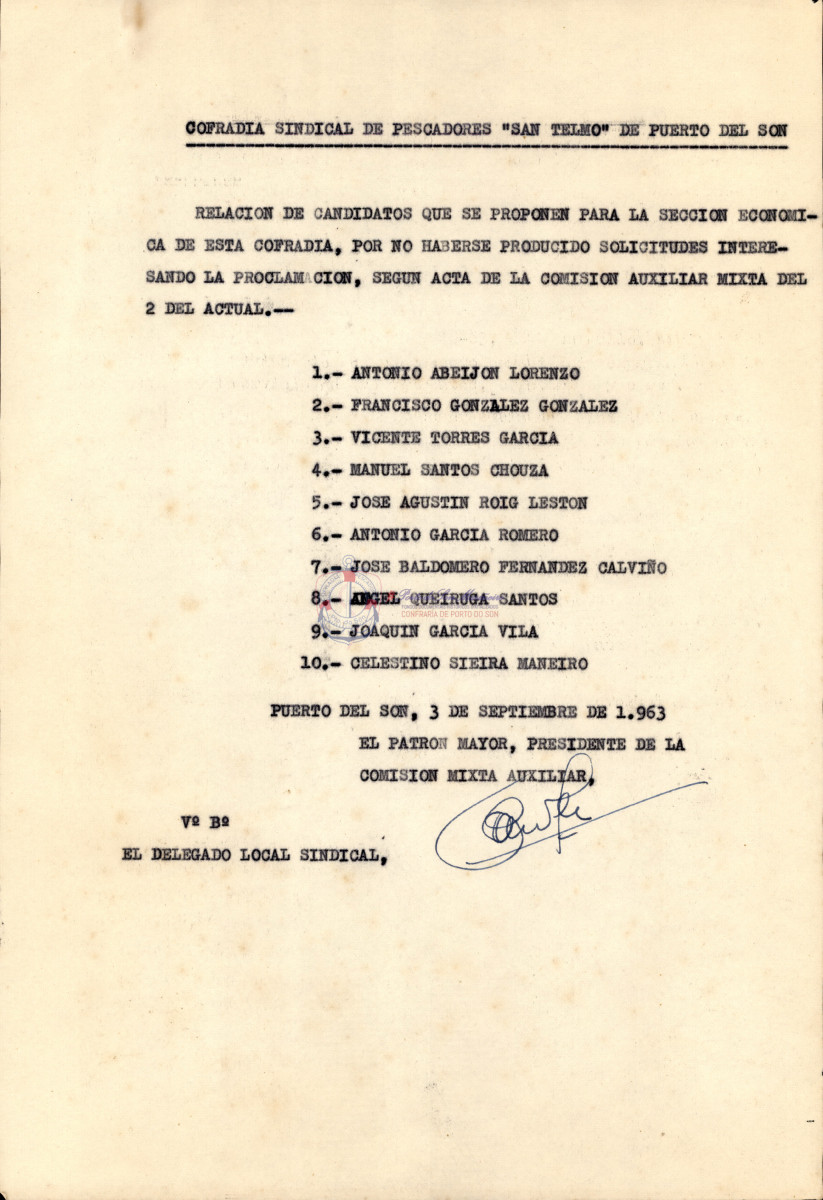 COFRADIA SINDICAL DE PESCADORES "SAN TELMO" DE PUERTO DEL SON
RELACION DE CANDIDATOS QUE SE PROPONEN PARA LA SECCION ECONOMI-
CA DE ESTA COFRADIA, POR NO HABERSE PRODUCIDO SOLICITUDES INTERE-
SANDO LA PROCLAMACION, SEGUN ACTA DE LA COMISION AUXILIAR MIXTA DEL
2 DEL ACTUAL.--
1.- ANTONIO ABEIJON LORENZO
2.- FRANCISCO GONZALEZ GONZALEZ
3.- VICENTE TORRES GARCIA
4.- MANUEL SANTOS CHOUZA
5.- JOSE AGUSTIN ROIG LESTON
6.- ANTONIO GARCIA ROMERO
7.- JOSE BALDOMERO FERNANDEZ CALVIÑO
8.- ANGEL QUEIRUGA SANTOS
CONFRARIA DE PORTO DO SON
9.- JOAQUIN GARCIA VILA
10.- CELESTINO SIEIRA MANEIRO
PUERTO DEL SON, 3 DE SEPTIEMBRE DE 1.963
EL PATRON MAYOR, PRESIDENTE DE LA
COMISION MIXTA AUXILIAR,
Vº Bº
EL DELEGADO LOCAL SINDICAL,